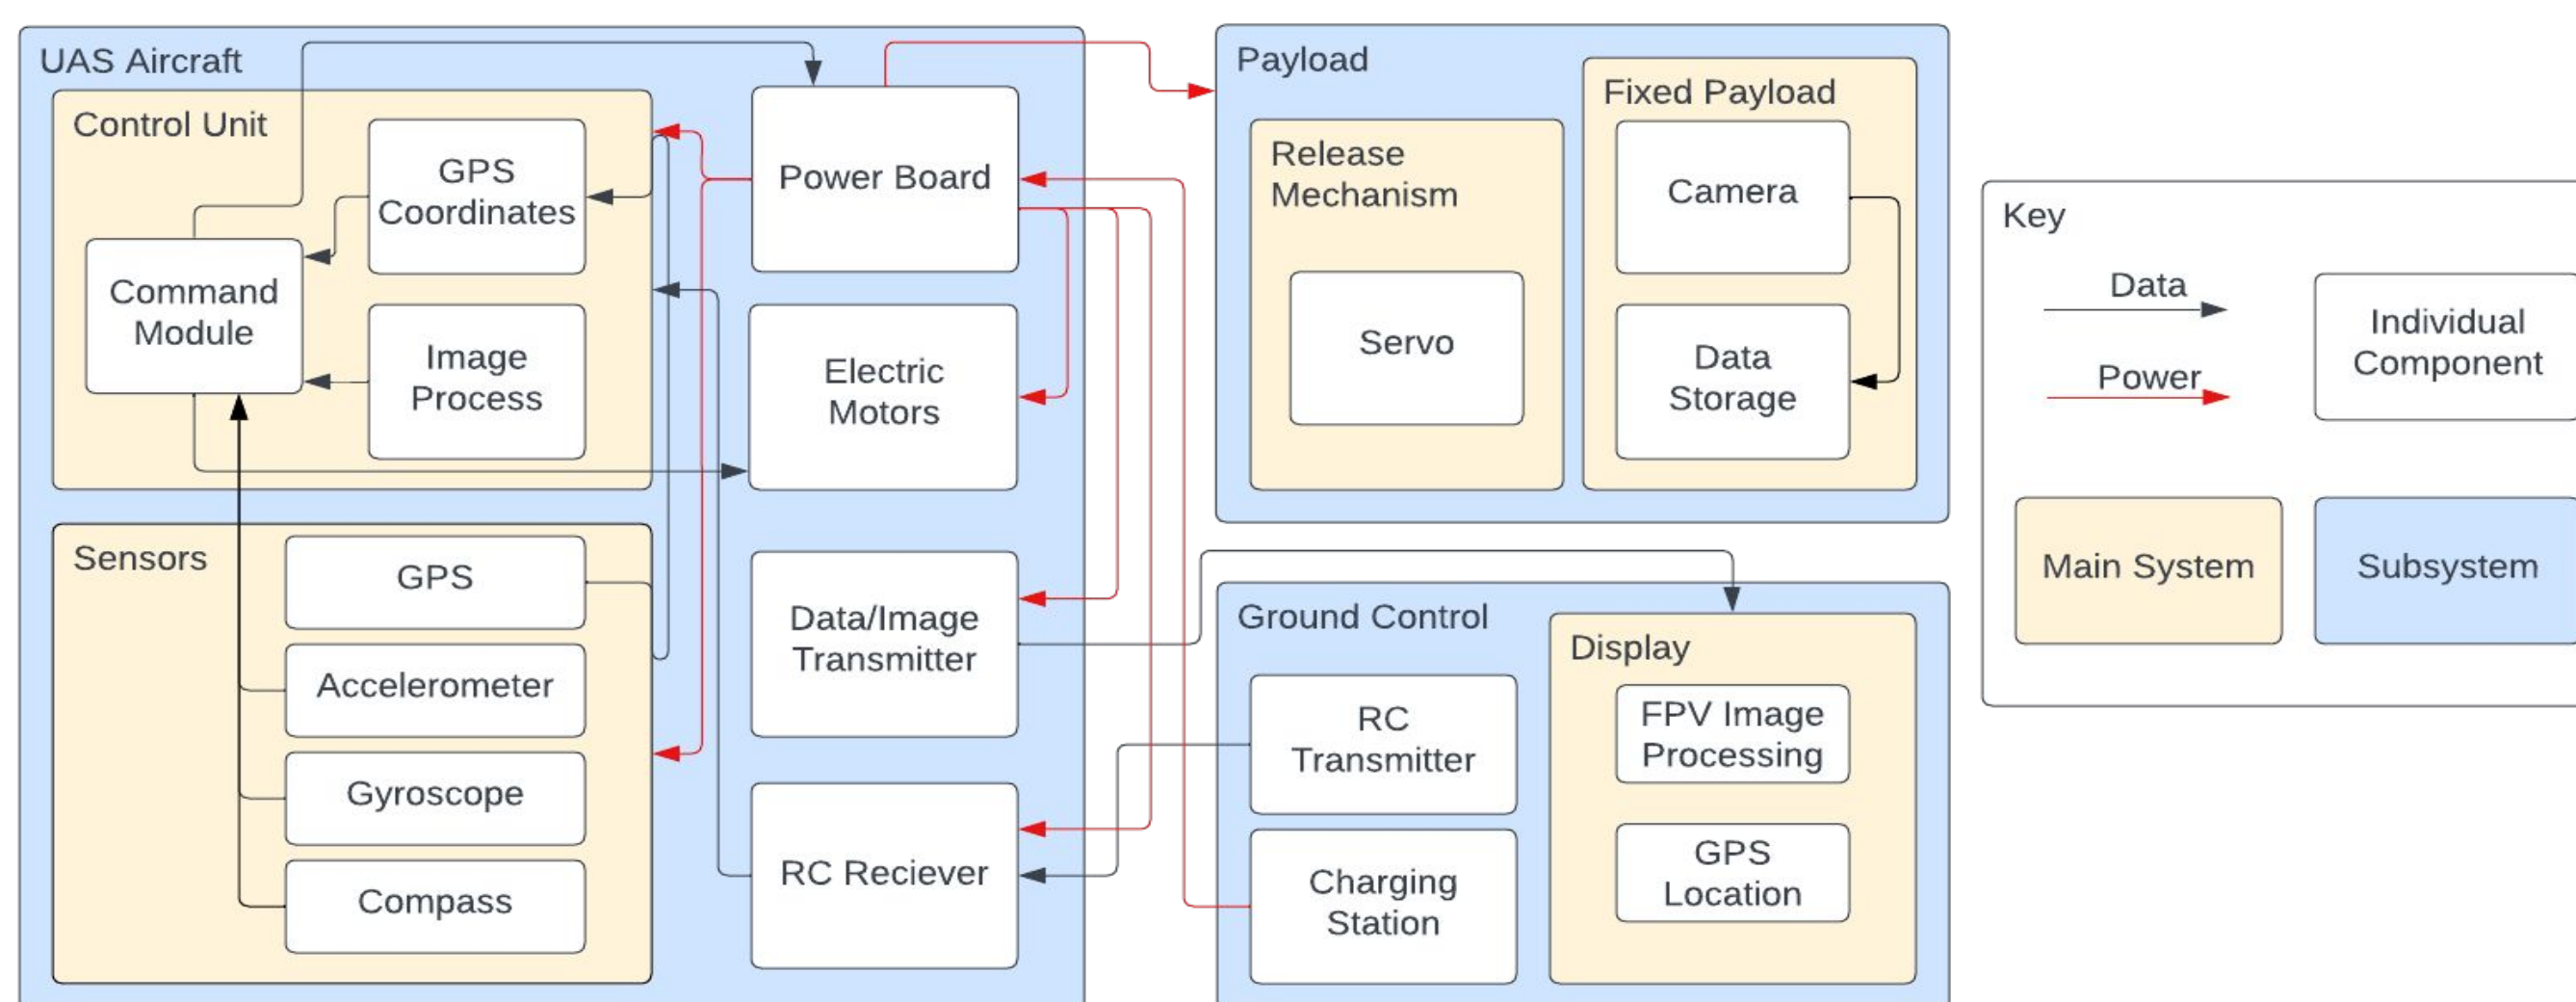 UAS Aircraft
Control Unit
GPS
Coordinates
Command
Module
Image
Process
Power Board
Electric
Motors
Sensors
GPS
Accelerometer
Gyroscope
Compass
Data/Image
Transmitter
RC Reciever
Payload
Release
Mechanism
Servo
Fixed Payload
Camera
Data
Storage
Ground Control
RC
Transmitter
Charging
Station
Display
FPV Image
Processing
GPS
Location
Key
Data
Power
Individual
Component
Main System
Subsystem